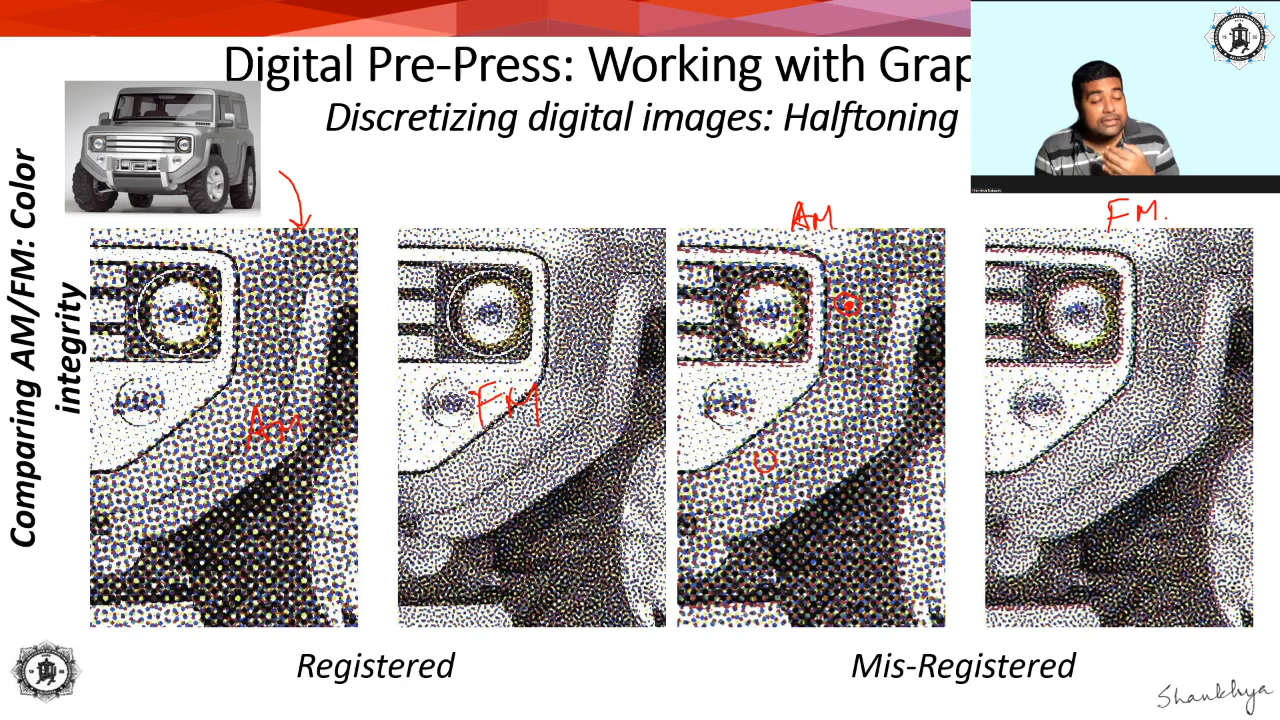 Digital Pre-Press: Working with Grap
Discretizing digital images: Halftoning
Comparing AM/FM: Color
integrity
AM
FM.
AM
FM
Registered
Mis-Registered
Shankhya